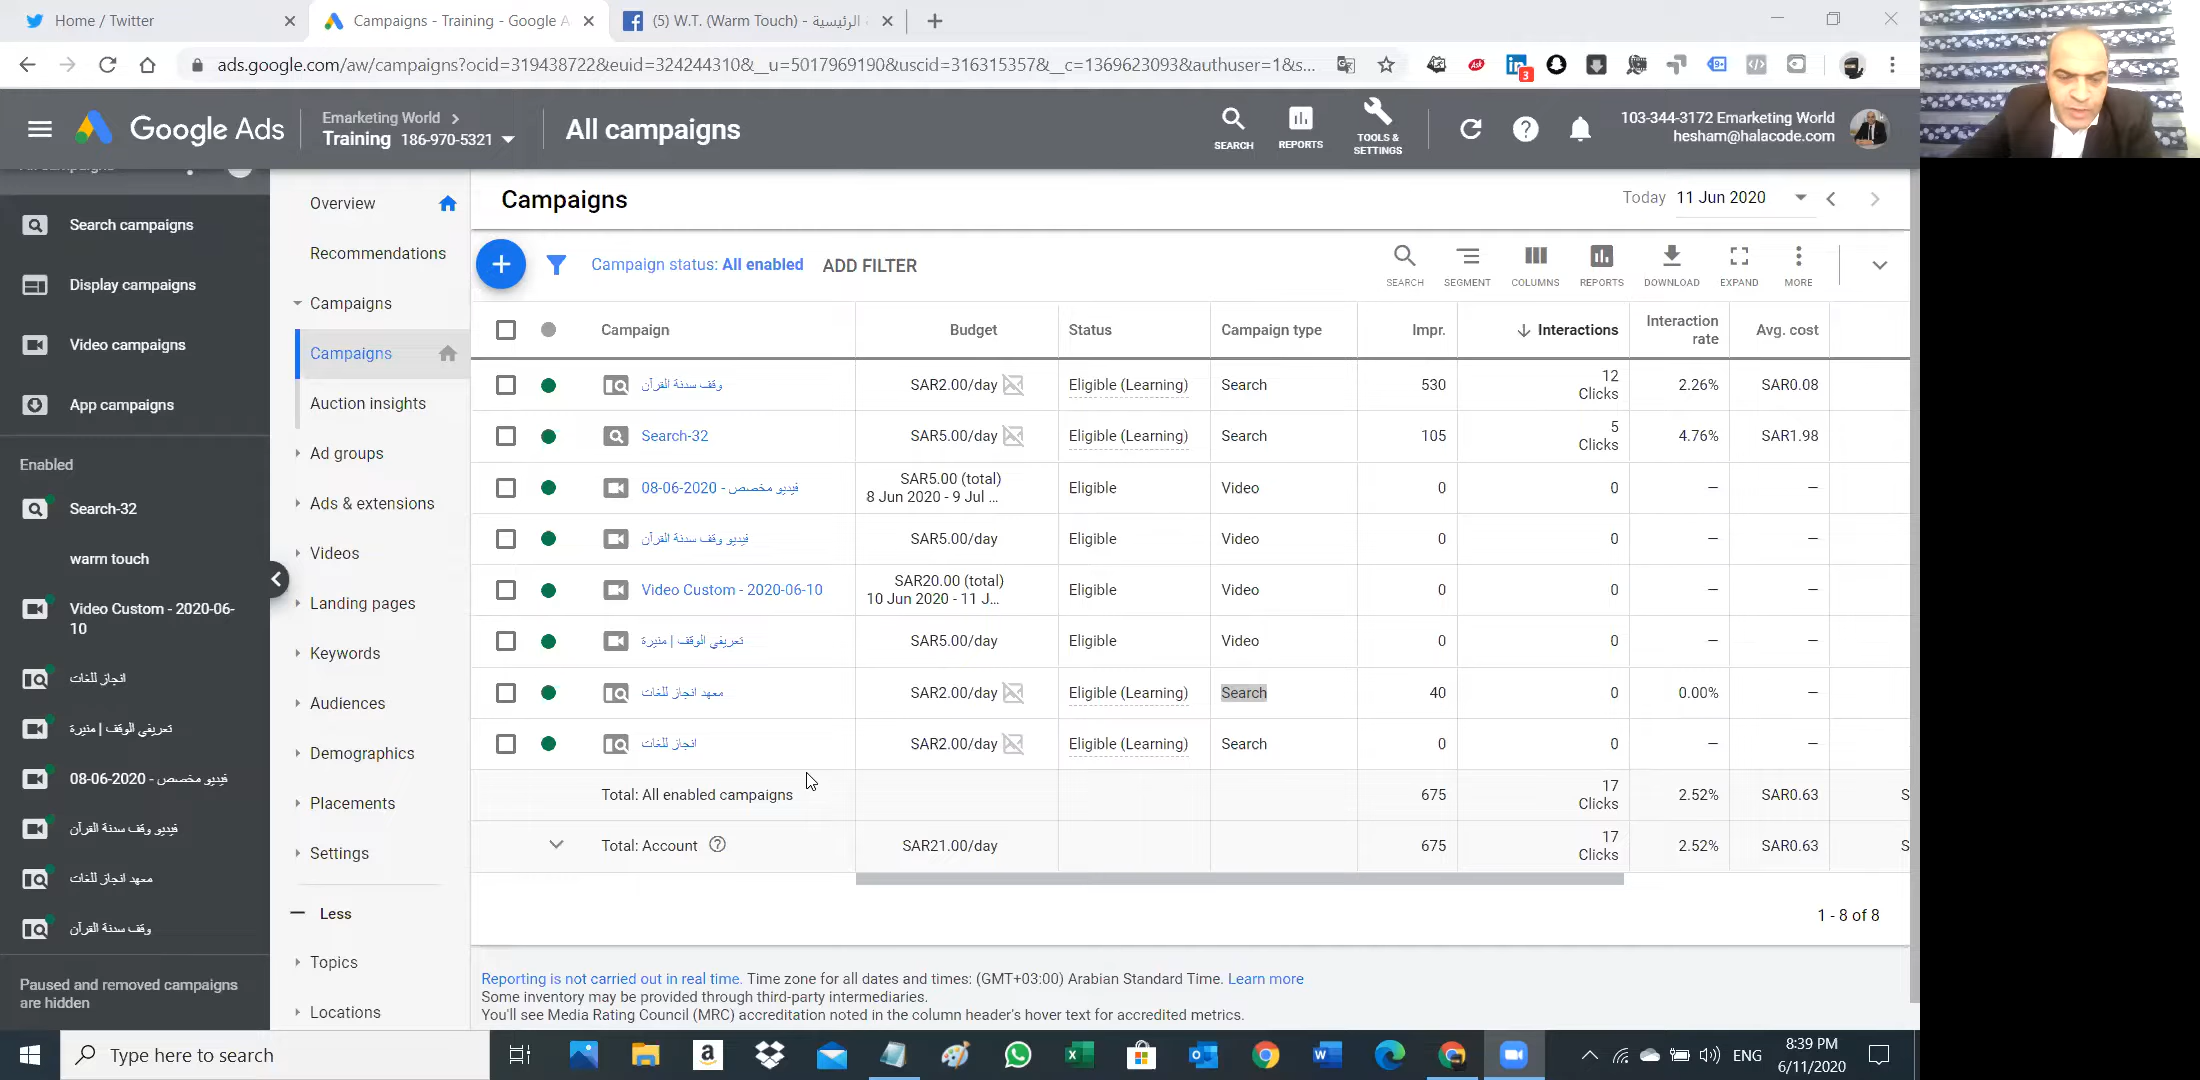 Home / Twitter
Campaigns - Training - Google A
(5) W.T. (Warm Touch) - الرئيسية
ads.google.com/aw/campaigns?ocid=319438722&euid=324244310&__u=5017969190&uscid=316315357&__c=1369623093&authuser=1&s...
Google Ads
Emarketing World
Training 186-970-5321
All campaigns
SEARCH
REPORTS
TOOLS & SETTINGS
103-344-3172 Emarketing World
hesham@halacode.com
Search campaigns
Display campaigns
Video campaigns
App campaigns
Enabled
Search-32
warm touch
Video Custom - 2020-06-
10
انجاز للغات
تعريفي الوقف | منيرة
فيديو مخصص - 2020-06-08
فيديو وقف سدنة القرآن
معهد انجاز للغات
وقف سدنة القرآن
Paused and removed campaigns
are hidden
Overview
Recommendations
Campaigns
Campaigns
Auction insights
Ad groups
Ads & extensions
Videos
Landing pages
Keywords
Audiences
Demographics
Placements
Settings
Less
Topics
Locations
Campaigns
Today 11 Jun 2020
Campaign status: All enabled ADD FILTER
SEARCH SEGMENT COLUMNS REPORTS DOWNLOAD EXPAND MORE
Campaign Budget Status Campaign type Impr. Interactions Interaction rate Avg. cost
وقف سدنة القرآن SAR2.00/day Eligible (Learning) Search 530 12 Clicks 2.26% SAR0.08
Search-32 SAR5.00/day Eligible (Learning) Search 105 5 Clicks 4.76% SAR1.98
فيديو مخصص - 2020-06-08 SAR5.00 (total) 8 Jun 2020 - 9 Jul ... Eligible Video 0 0 — —
فيديو وقف سدنة القرآن SAR5.00/day Eligible Video 0 0 — —
Video Custom - 2020-06-10 SAR20.00 (total) 10 Jun 2020 - 11 J... Eligible Video 0 0 — —
تعريفي الوقف | منيرة SAR5.00/day Eligible Video 0 0 — —
معهد انجاز للغات SAR2.00/day Eligible (Learning) Search 40 0 0.00% —
انجاز للغات SAR2.00/day Eligible (Learning) Search 0 0 — —
Total: All enabled campaigns 675 17 Clicks 2.52% SAR0.63 S
Total: Account SAR21.00/day 675 17 Clicks 2.52% SAR0.63 S
1 - 8 of 8
Reporting is not carried out in real time. Time zone for all dates and times: (GMT+03:00) Arabian Standard Time. Learn more
Some inventory may be provided through third-party intermediaries.
You'll see Media Rating Council (MRC) accreditation noted in the column header's hover text for accredited metrics.
Type here to search
ENG
8:39 PM
6/11/2020